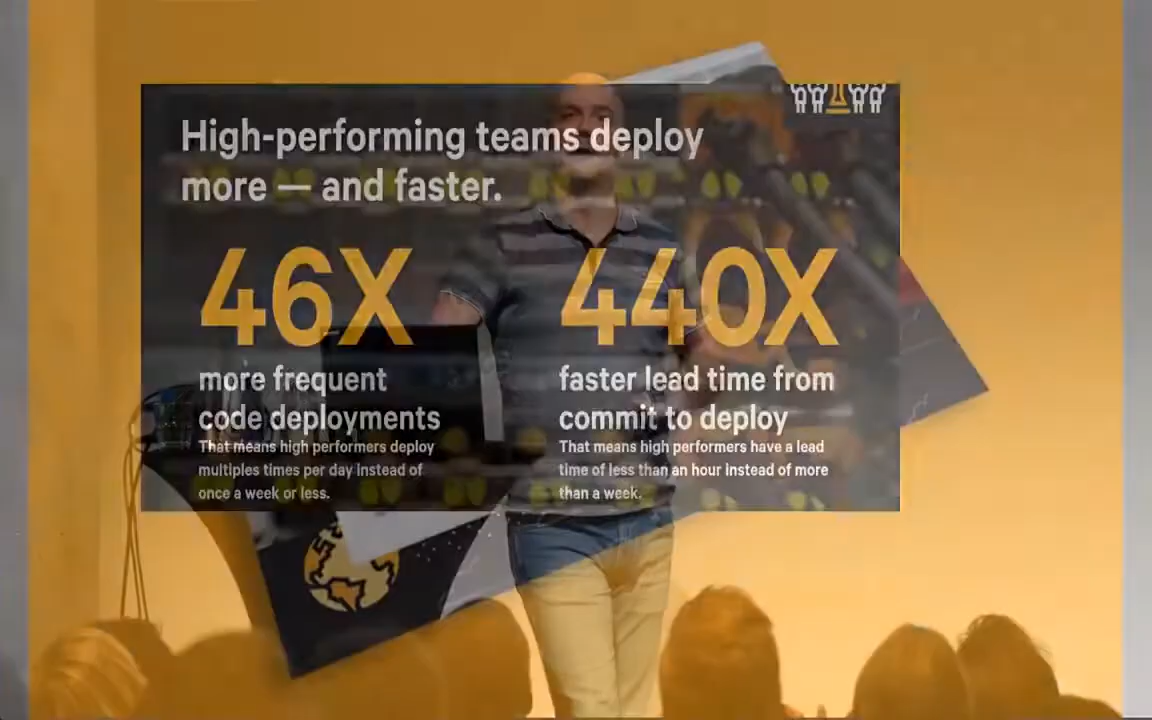 High-performing teams deploy
more — and faster.
46X
440X
more frequent
code deployments
faster lead time from
commit to deploy
That means high performers deploy
multiples times per day instead of
once a week or less.
That means high performers have a lead
time of less than an hour instead of more
than a week.